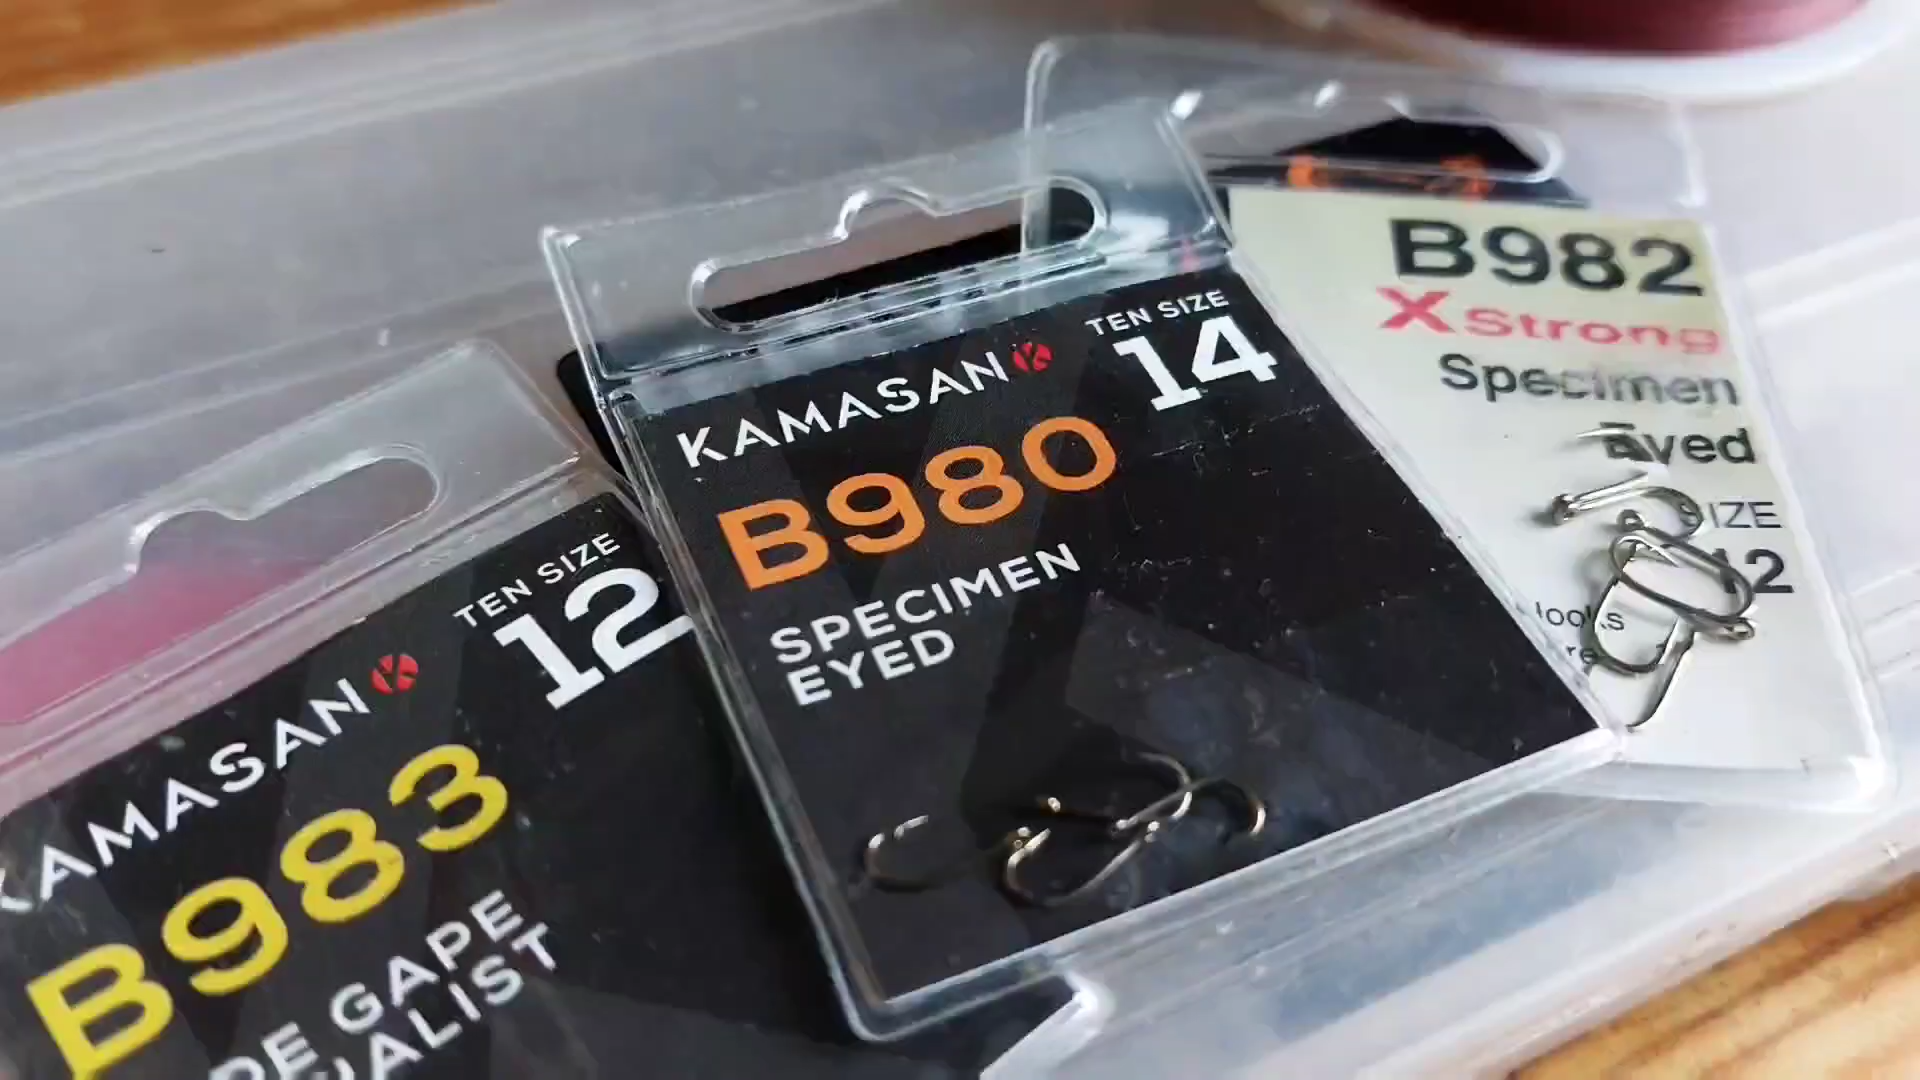 TEN SIZE
12
KAMASAN
B983
DE GAPE
IALIST
KAMASAN
TEN SIZE
14
B980
SPECIMEN
EYED
B982
X Strong
Specimen
Eyed
SIZE
12
Hooks